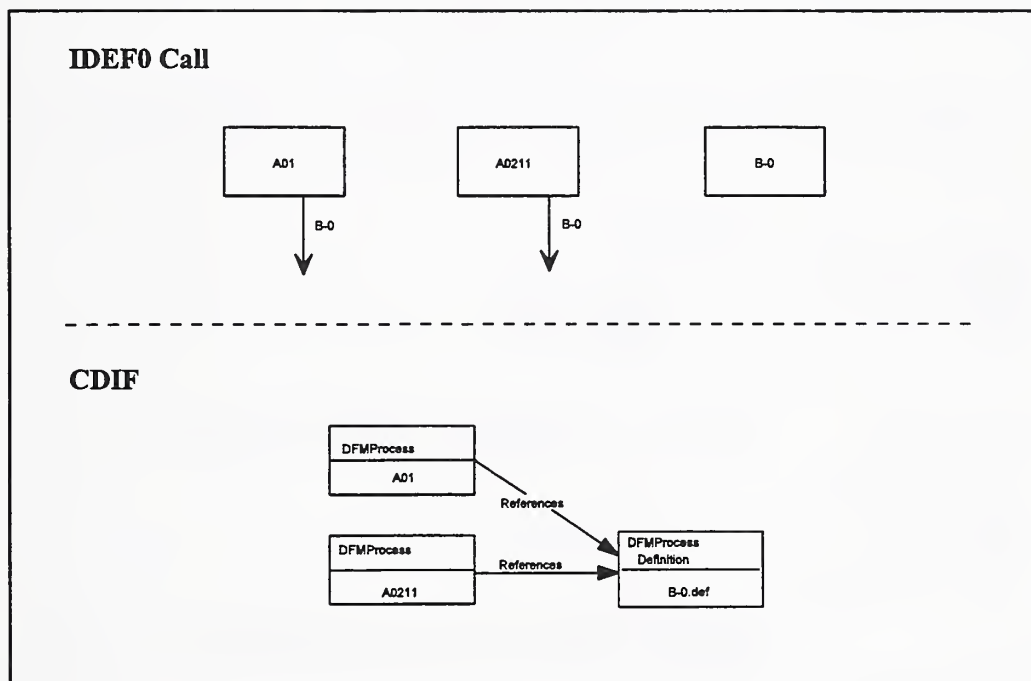 IDEF0 Call
A01
A0211
B-0
B-0
B-0
CDIF
DFMProcess
A01
References
DFMProcess
A0211
References
DFMProcess
Definition
B-0.def